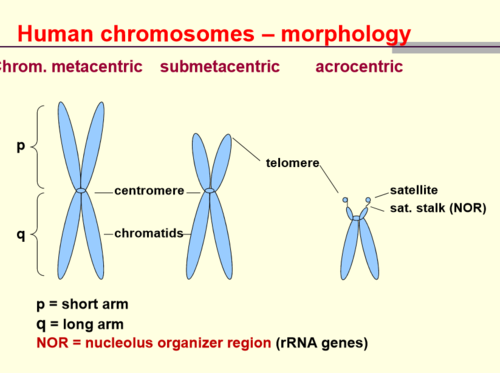 Human chromosomes – morphology
Chrom. metacentric submetacentric acrocentric
p
telomere
centromere
satellite
sat. stalk (NOR)
q
chromatids
p = short arm
q = long arm
NOR = nucleolus organizer region (rRNA genes)